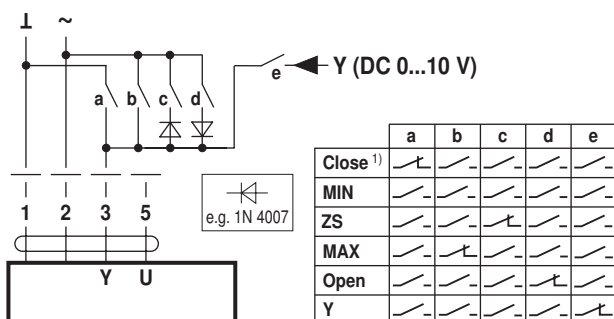 ⊥ ~
e Y (DC 0...10 V)
a b c d
e.g. 1N 4007
1 2 3 5
Y U
a b c d e
Close 1)
MIN
ZS
MAX
Open
Y